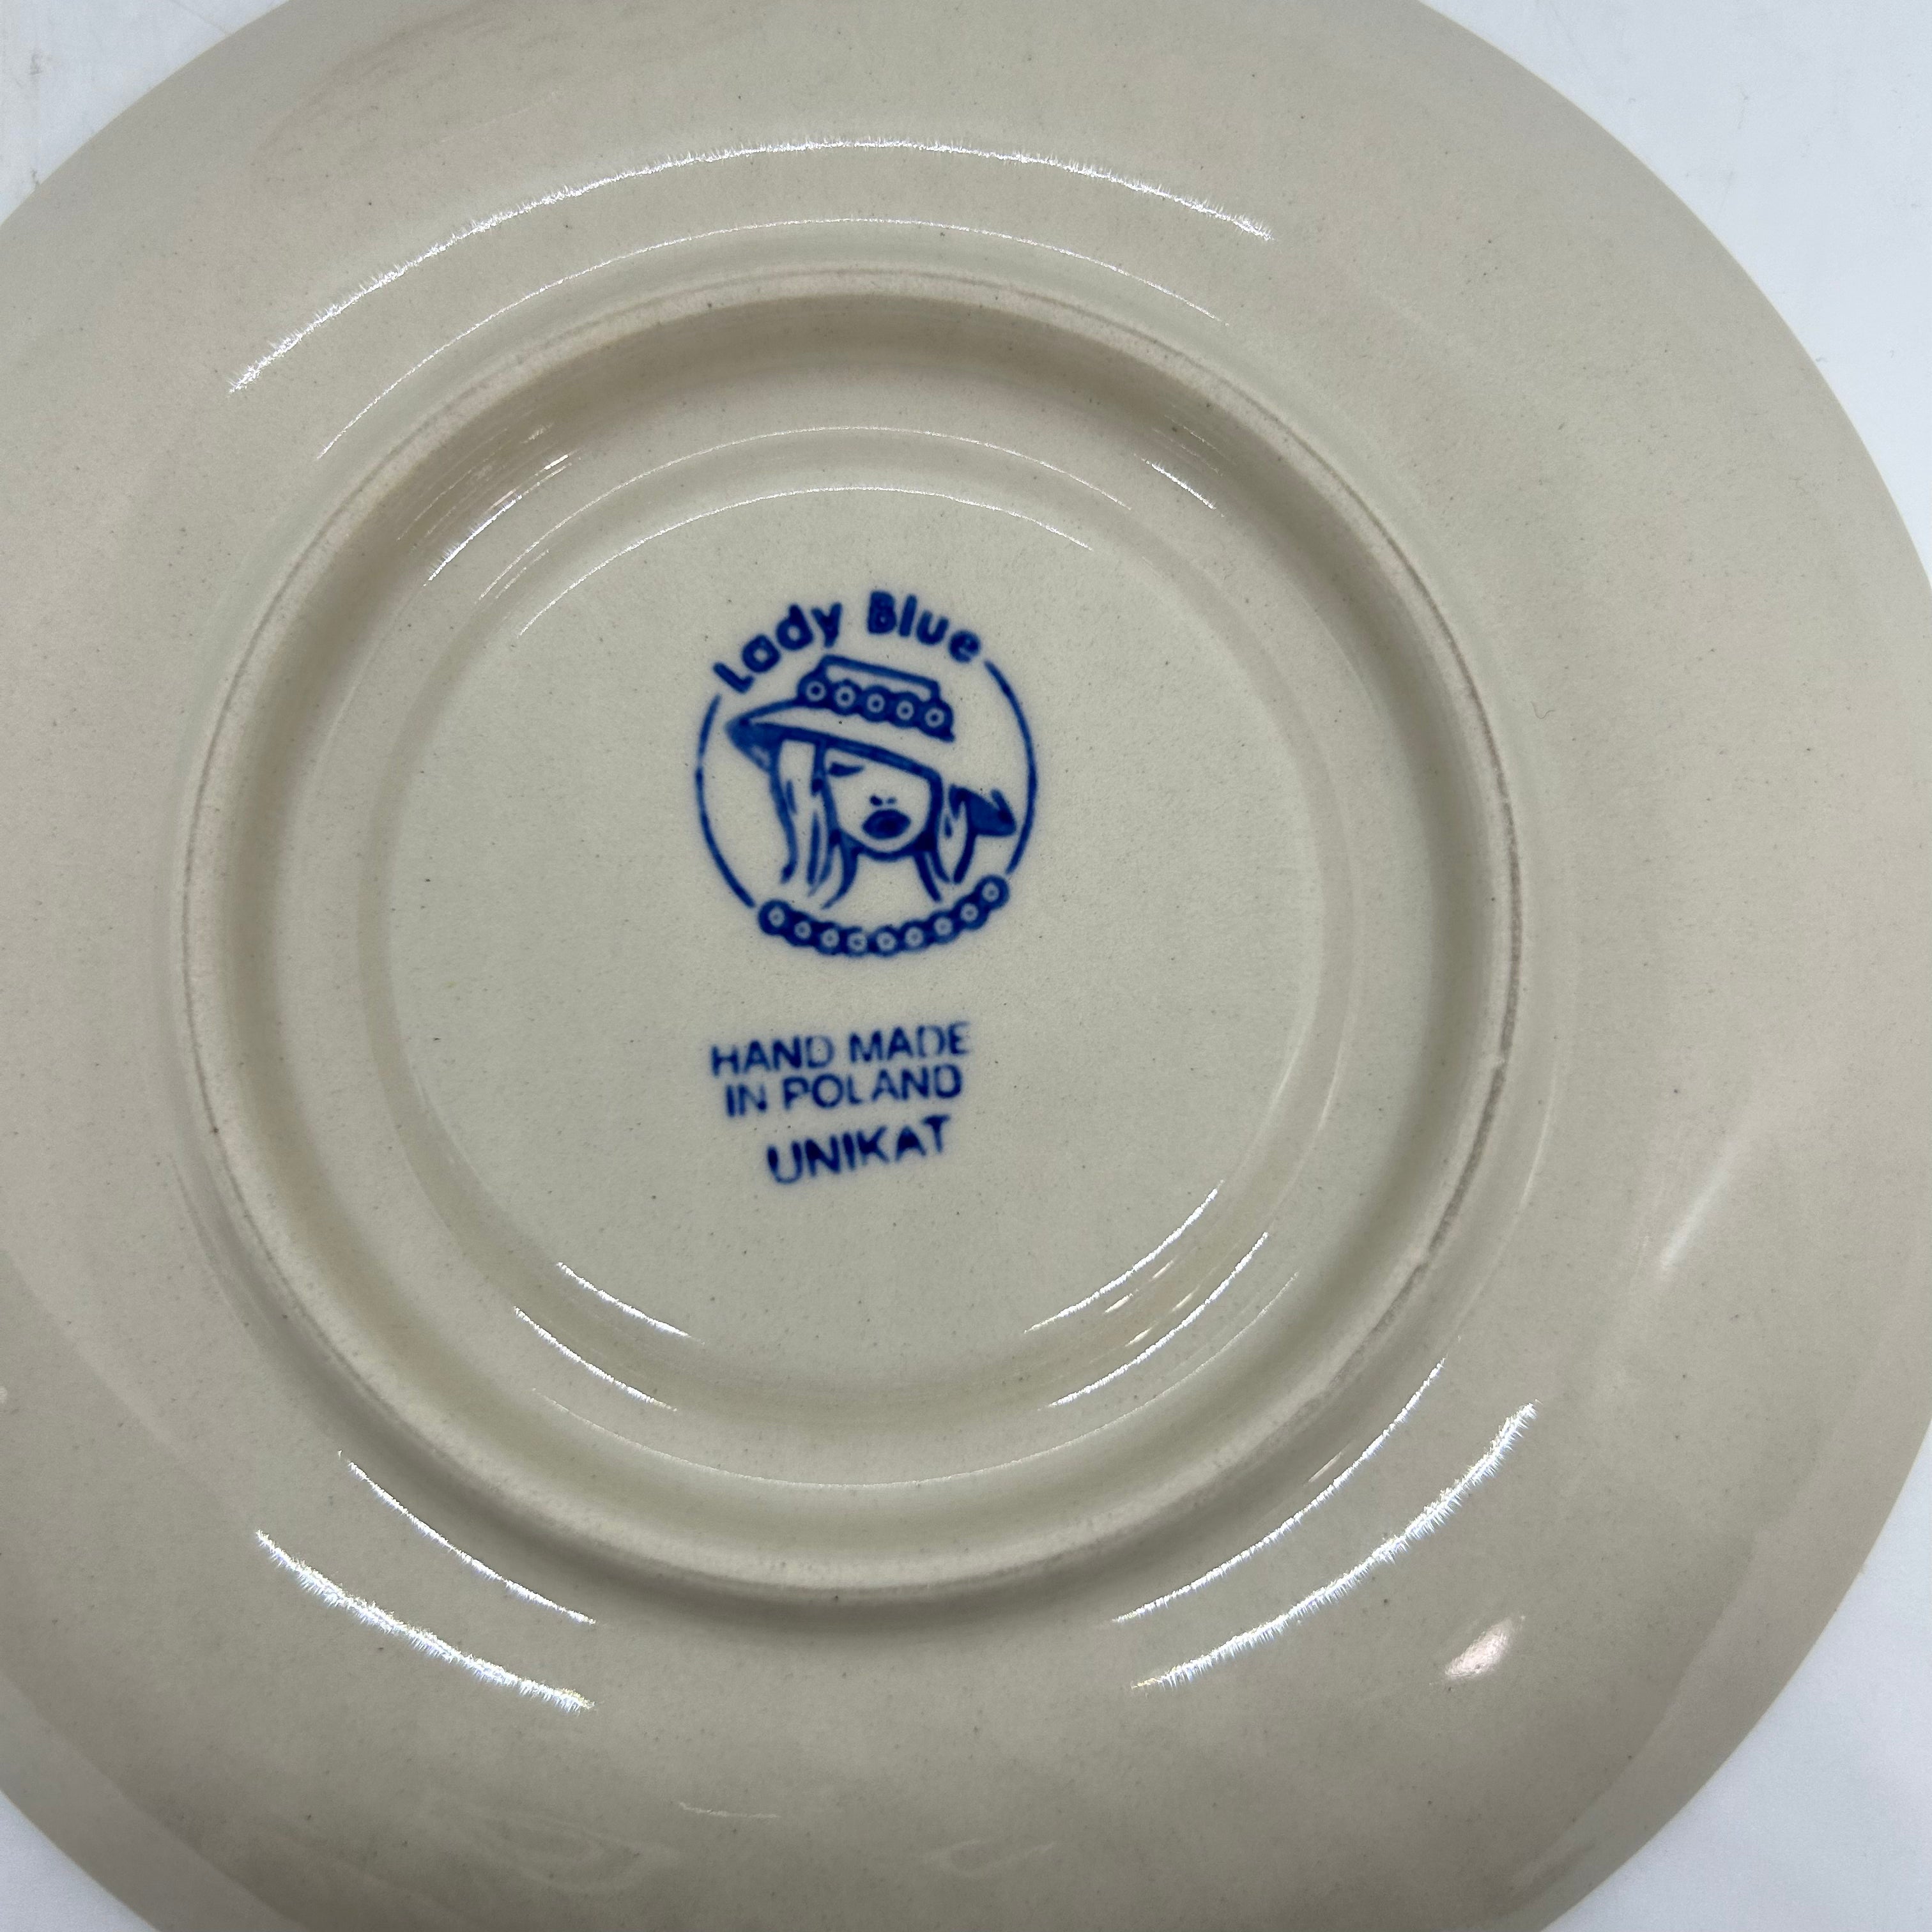 Lady Blue
HAND MADE
IN POLAND
UNIKAT